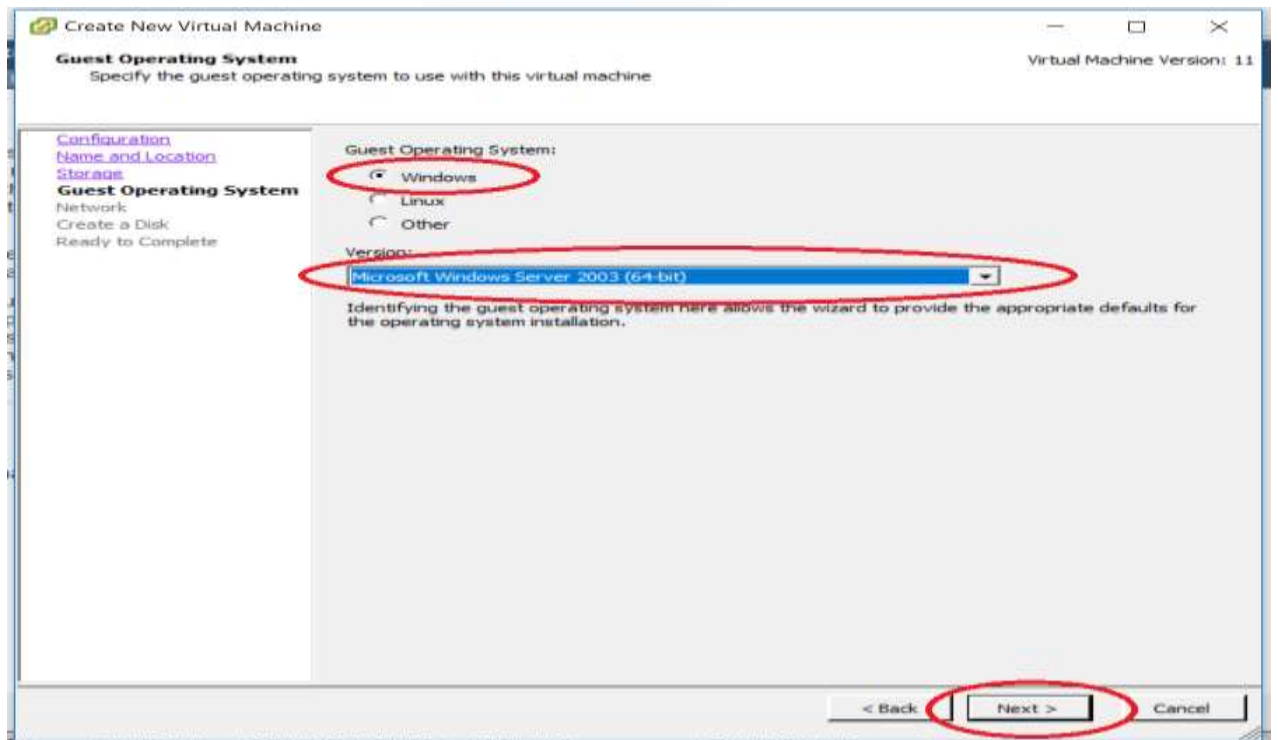 Create New Virtual Machine
Guest Operating System
Virtual Machine Version: 11
Specify the guest operating system to use with this virtual machine
Configuration
Name and Location
Storage
Guest Operating System
Network
Create a Disk
Ready to Complete
Guest Operating System:
Windows
Linux
Other
Version:
Microsoft Windows Server 2003 (64-bit)
Identifying the guest operating system here allows the wizard to provide the appropriate defaults for
the operating system installation.
< Back
Next >
Cancel